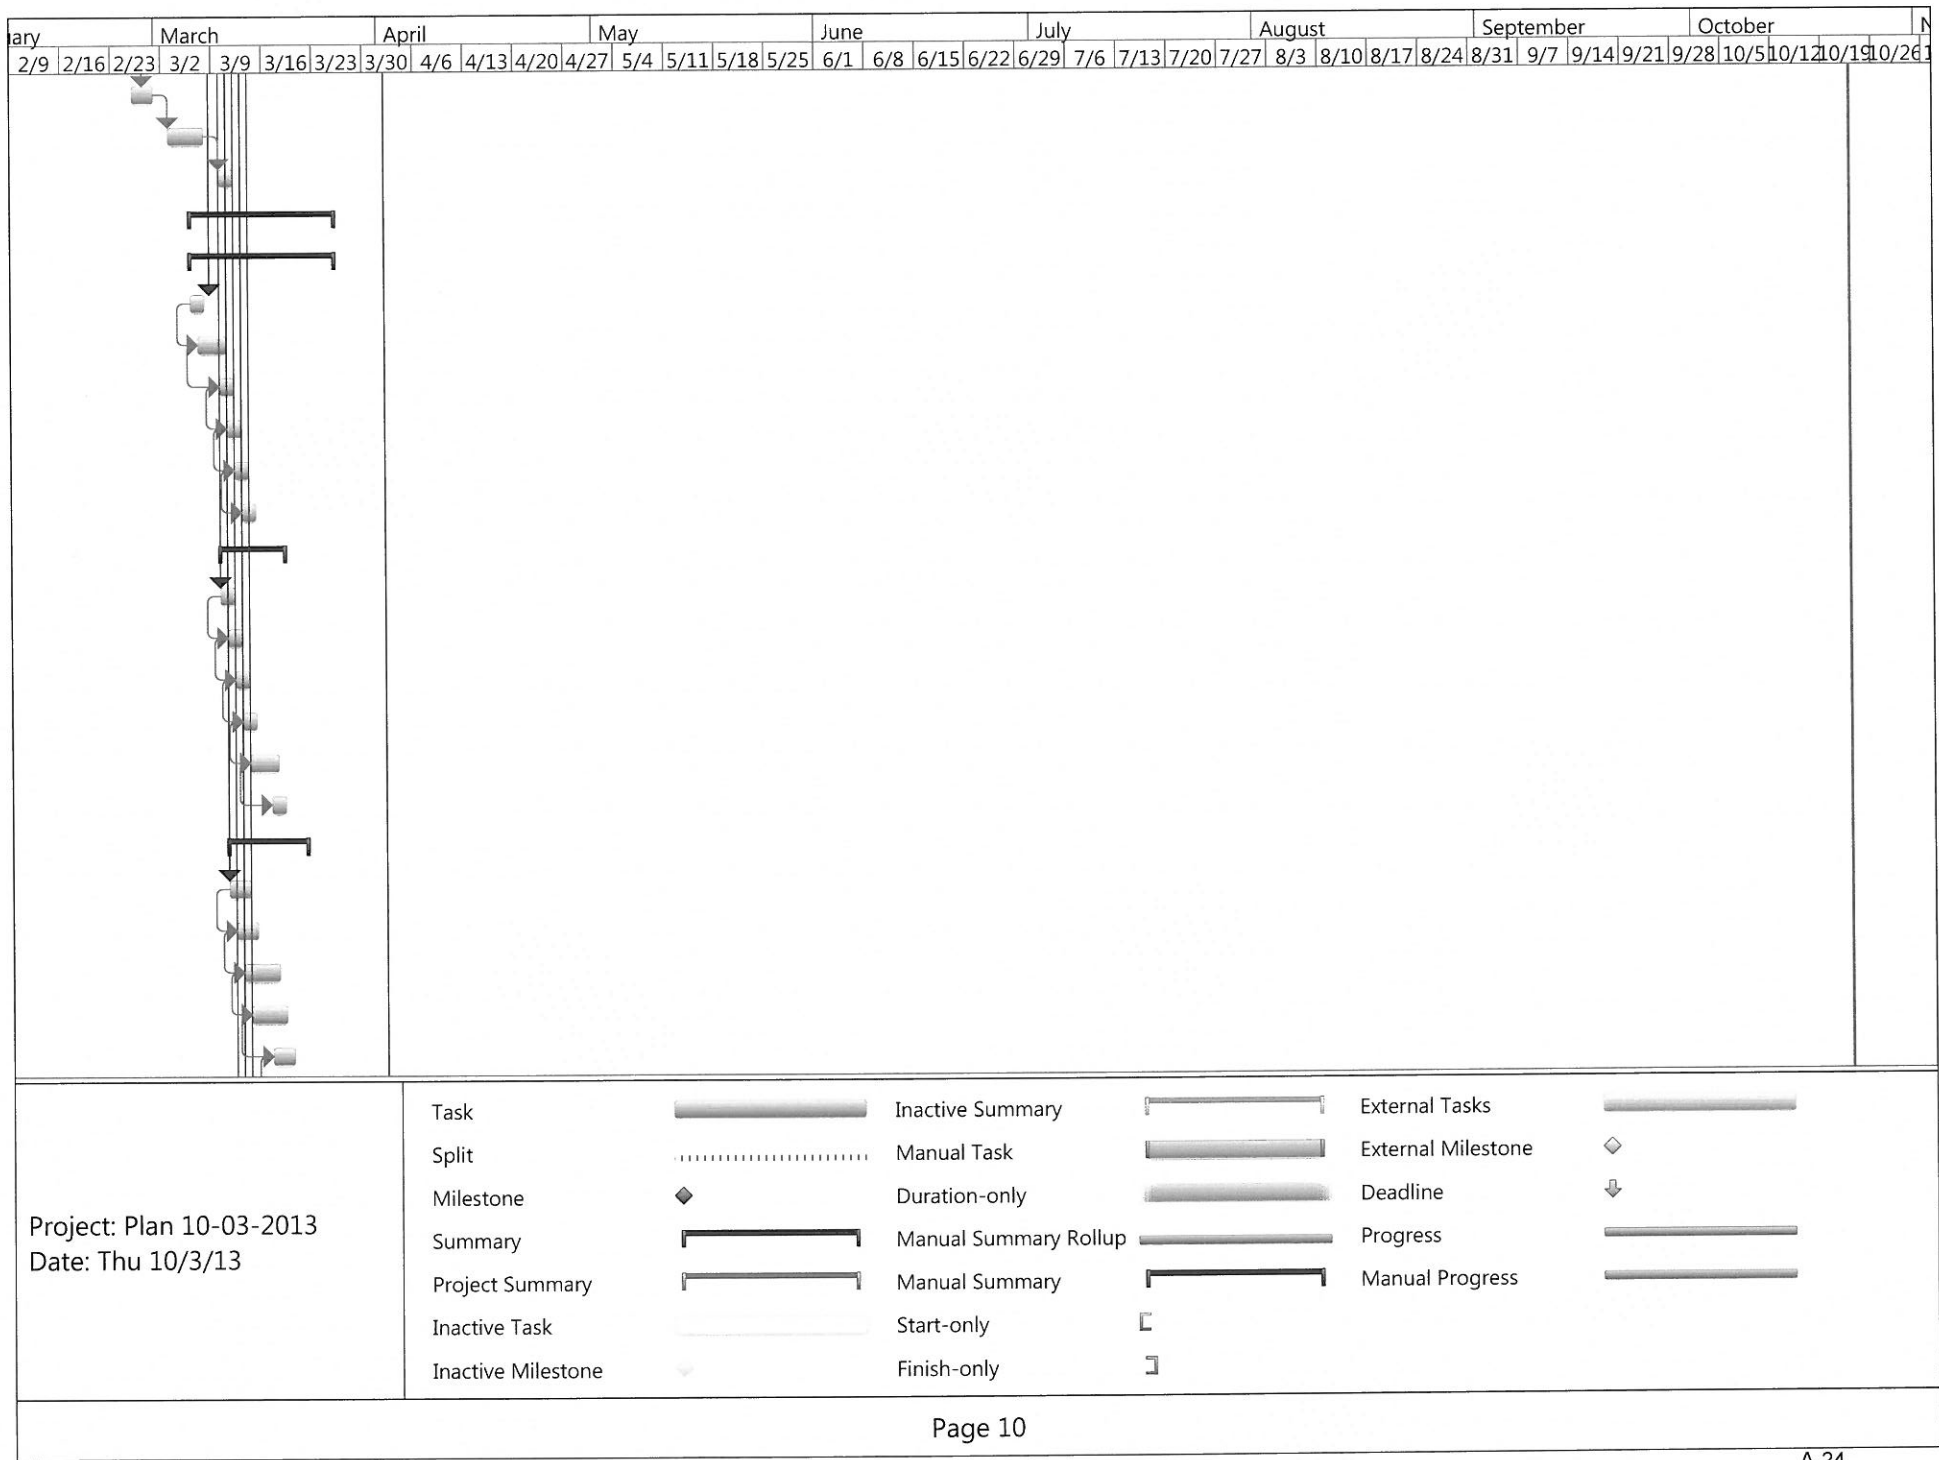 iary March April May June July August September October N
2/9 2/16 2/23 3/2 3/9 3/16 3/23 3/30 4/6 4/13 4/20 4/27 5/4 5/11 5/18 5/25 6/1 6/8 6/15 6/22 6/29 7/6 7/13 7/20 7/27 8/3 8/10 8/17 8/24 8/31 9/7 9/14 9/21 9/28 10/5 10/12 10/19 10/26 1
Task Inactive Summary External Tasks
Split Manual Task External Milestone
Milestone Duration-only Deadline
Project: Plan 10-03-2013
Date: Thu 10/3/13
Summary Manual Summary Rollup Progress
Project Summary Manual Summary Manual Progress
Inactive Task Start-only
Inactive Milestone Finish-only
Page 10
A-24